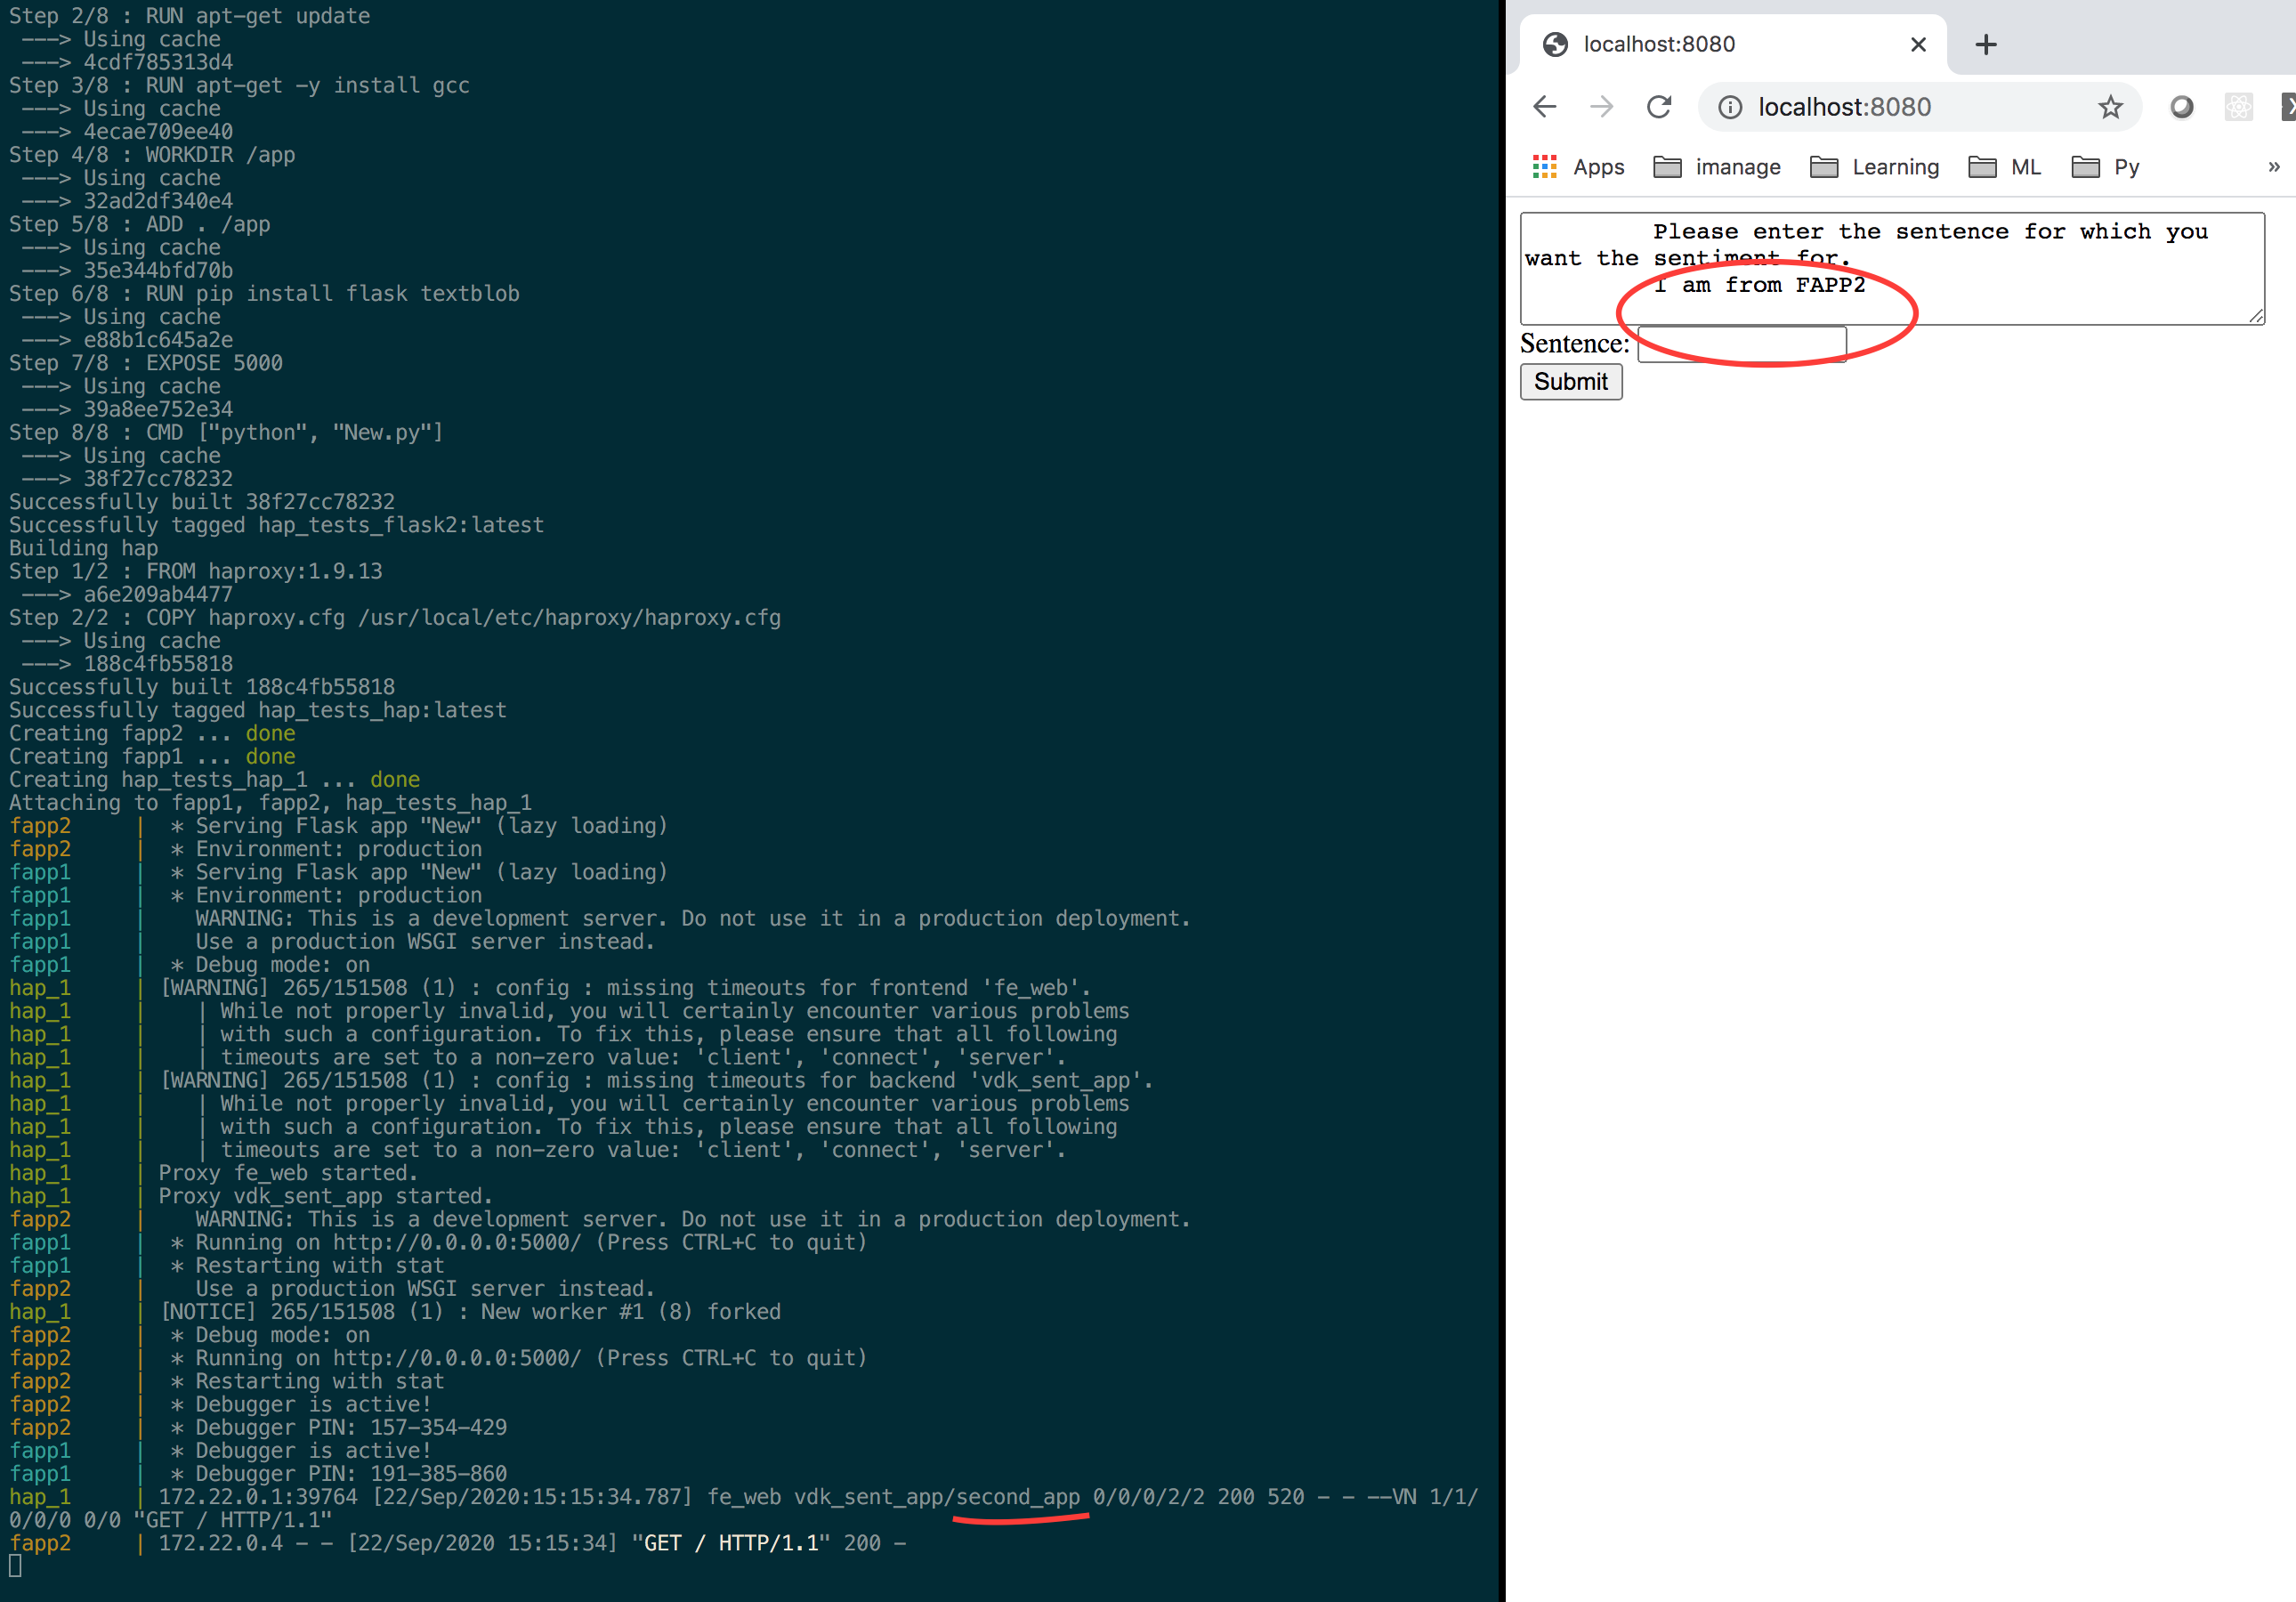 Step 2/8 : RUN apt-get update
 ---> Using cache
 ---> 4cdf785313d4
Step 3/8 : RUN apt-get -y install gcc
 ---> Using cache
 ---> 4ecae709ee40
Step 4/8 : WORKDIR /app
 ---> Using cache
 ---> 32ad2df340e4
Step 5/8 : ADD . /app
 ---> Using cache
 ---> 35e344bfd70b
Step 6/8 : RUN pip install flask textblob
 ---> Using cache
 ---> e88b1c645a2e
Step 7/8 : EXPOSE 5000
 ---> Using cache
 ---> 39a8ee752e34
Step 8/8 : CMD ["python", "New.py"]
 ---> Using cache
 ---> 38f27cc78232
Successfully built 38f27cc78232
Successfully tagged hap_tests_flask2:latest
Building hap
Step 1/2 : FROM haproxy:1.9.13
 ---> a6e209ab4477
Step 2/2 : COPY haproxy.cfg /usr/local/etc/haproxy/haproxy.cfg
 ---> Using cache
 ---> 188c4fb55818
Successfully built 188c4fb55818
Successfully tagged hap_tests_hap:latest
Creating fapp2 ... done
Creating fapp1 ... done
Creating hap_tests_hap_1 ... done
Attaching to fapp1, fapp2, hap_tests_hap_1
fapp2 | * Serving Flask app "New" (lazy loading)
fapp2 | * Environment: production
fapp1 | * Serving Flask app "New" (lazy loading)
fapp1 | * Environment: production
fapp1 | WARNING: This is a development server. Do not use it in a production deployment.
fapp1 | Use a production WSGI server instead.
fapp1 | * Debug mode: on
hap_1 | [WARNING] 265/151508 (1) : config : missing timeouts for frontend 'fe_web'.
hap_1 | | While not properly invalid, you will certainly encounter various problems
hap_1 | | with such a configuration. To fix this, please ensure that all following
hap_1 | | timeouts are set to a non-zero value: 'client', 'connect', 'server'.
hap_1 | [WARNING] 265/151508 (1) : config : missing timeouts for backend 'vdk_sent_app'.
hap_1 | | While not properly invalid, you will certainly encounter various problems
hap_1 | | with such a configuration. To fix this, please ensure that all following
hap_1 | | timeouts are set to a non-zero value: 'client', 'connect', 'server'.
hap_1 | Proxy fe_web started.
hap_1 | Proxy vdk_sent_app started.
fapp2 | WARNING: This is a development server. Do not use it in a production deployment.
fapp1 | * Running on http://0.0.0.0:5000/ (Press CTRL+C to quit)
fapp1 | * Restarting with stat
fapp2 | Use a production WSGI server instead.
hap_1 | [NOTICE] 265/151508 (1) : New worker #1 (8) forked
fapp2 | * Debug mode: on
fapp2 | * Running on http://0.0.0.0:5000/ (Press CTRL+C to quit)
fapp2 | * Restarting with stat
fapp2 | * Debugger is active!
fapp2 | * Debugger PIN: 157-354-429
fapp1 | * Debugger is active!
fapp1 | * Debugger PIN: 191-385-860
hap_1 | 172.22.0.1:39764 [22/Sep/2020:15:15:34.787] fe_web vdk_sent_app/second_app 0/0/0/2/2 200 520 - - --VN 1/1/
0/0/0 0/0 "GET / HTTP/1.1"
fapp2 | 172.22.0.4 - - [22/Sep/2020 15:15:34] "GET / HTTP/1.1" 200 -
localhost:8080
localhost:8080
Apps imanage Learning ML Py »
Please enter the sentence for which you
want the sentiment for.
I am from FAPP2
Sentence:
Submit